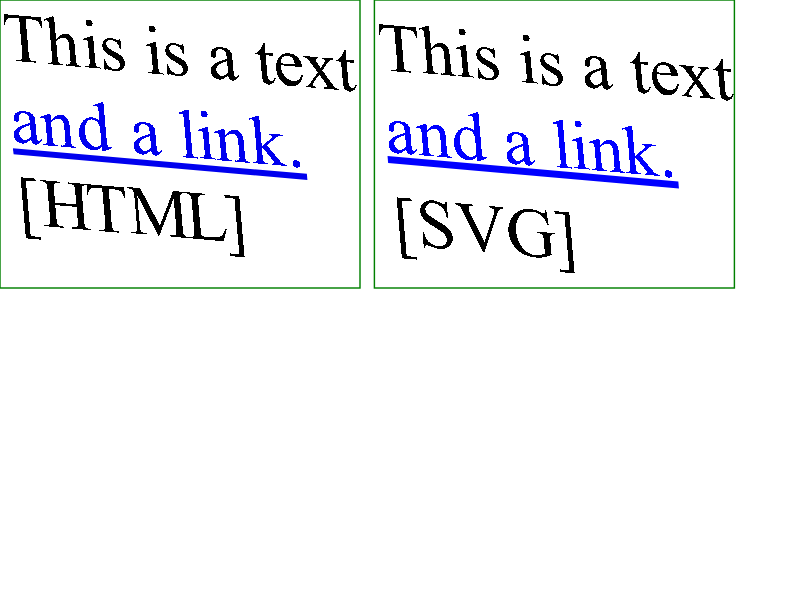 This is a text
and a link.
[HTML]
This is a text
and a link.
[SVG]